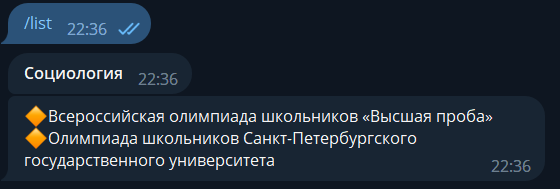 /list 22:36
Социология 22:36
🔶Всероссийская олимпиада школьников «Высшая проба»
🔶Олимпиада школьников Санкт-Петербургского
государственного университета 22:36